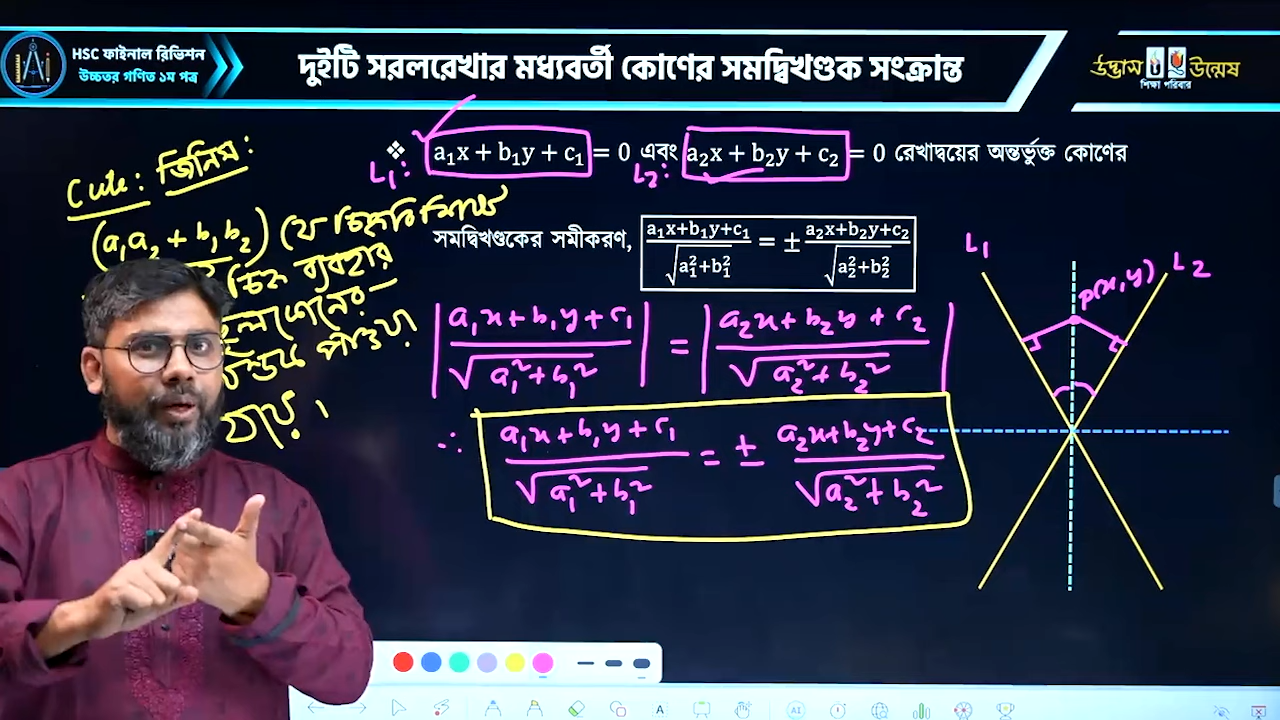 HSC ফাইনাল রিভিশন
উচ্চতর গণিত ১ম পত্র
দুইটি সরলরেখার মধ্যবর্তী কোণের সমদ্বিখণ্ডক সংক্রান্ত
উদ্ভাস উন্মেষ
শিক্ষা পরিবার
❖ a₁x + b₁y + c₁ = 0 এবং a₂x + b₂y + c₂ = 0 রেখাদ্বয়ের অন্তর্ভুক্ত কোণের
L₁: L₂:
সমদ্বিখণ্ডকের সমীকরণ, (a₁x+b₁y+c₁)/√(a₁²+b₁²) = ± (a₂x+b₂y+c₂)/√(a₂²+b₂²)
Cute: জিনিষ:
(a₁a₂ + b₁b₂) যে
চিহ্ন ব্যবহার
পাওয়া
যায়।
|(a₁x+b₁y+c₁)/√(a₁²+b₁²)| = |(a₂x+b₂y+c₂)/√(a₂²+b₂²)|
∴ (a₁x+b₁y+c₁)/√(a₁²+b₁²) = ± (a₂x+b₂y+c₂)/√(a₂²+b₂²)
L₁
P(x,y) L₂
A
AI